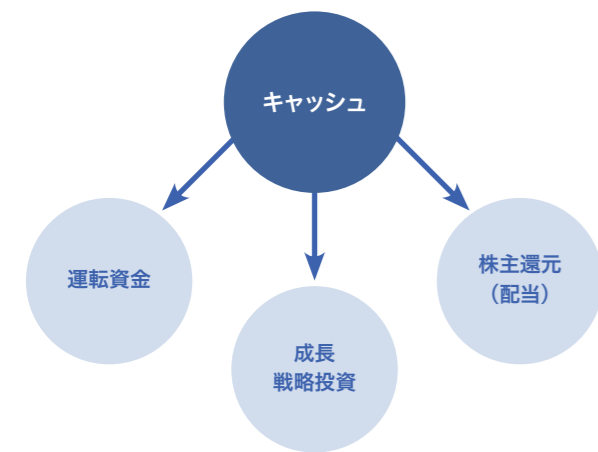 キャッシュ
運転資金
成長
戦略投資
株主還元
（配当）